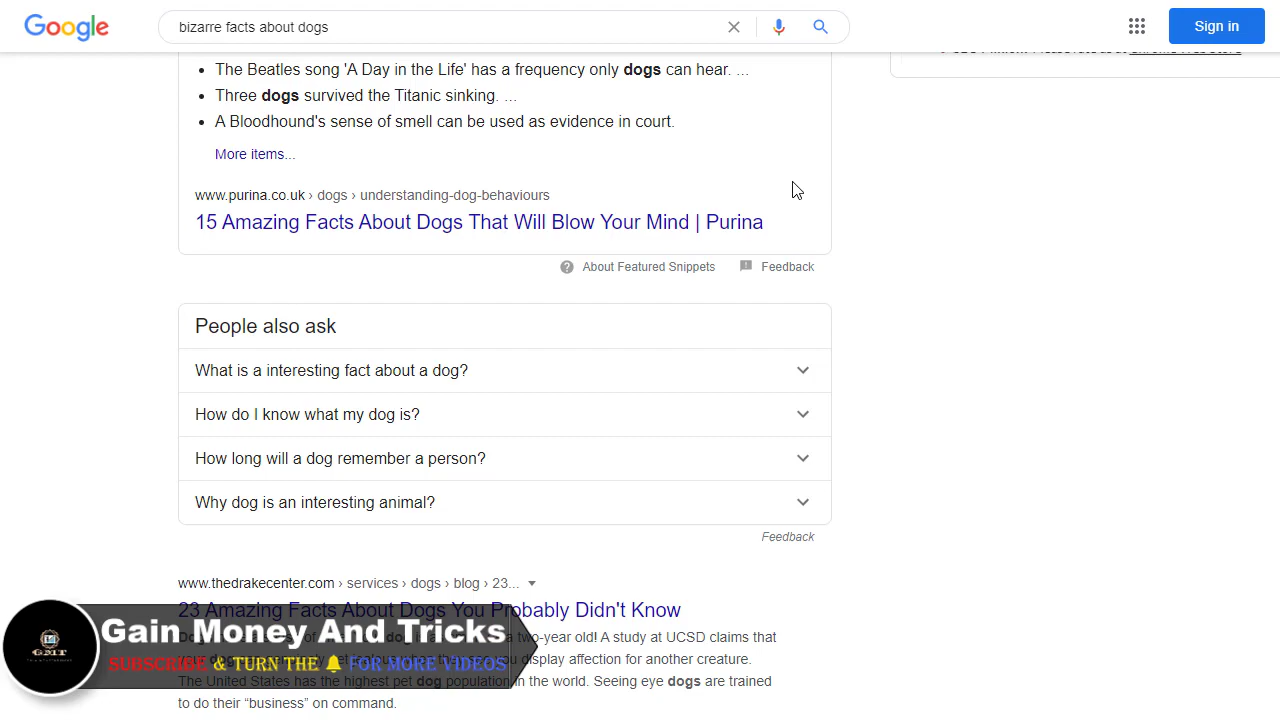 Google
bizarre facts about dogs
Sign in
The Beatles song 'A Day in the Life' has a frequency only dogs can hear. ...
Three dogs survived the Titanic sinking. ...
A Bloodhound's sense of smell can be used as evidence in court.
More items...
www.purina.co.uk › dogs › understanding-dog-behaviours
15 Amazing Facts About Dogs That Will Blow Your Mind | Purina
About Featured Snippets
Feedback
People also ask
What is a interesting fact about a dog?
How do I know what my dog is?
How long will a dog remember a person?
Why dog is an interesting animal?
Feedback
www.thedrakecenter.com › services › dogs › blog › 23...
23 Amazing Facts About Dogs You Probably Didn't Know
two-year old! A study at UCSD claims that
display affection for another creature.
The United States has the highest pet dog population in the world. Seeing eye dogs are trained
to do their “business” on command.
Gain Money And Tricks
SUBSCRIBE & TURN THE FOR MORE VIDEOS
GMT